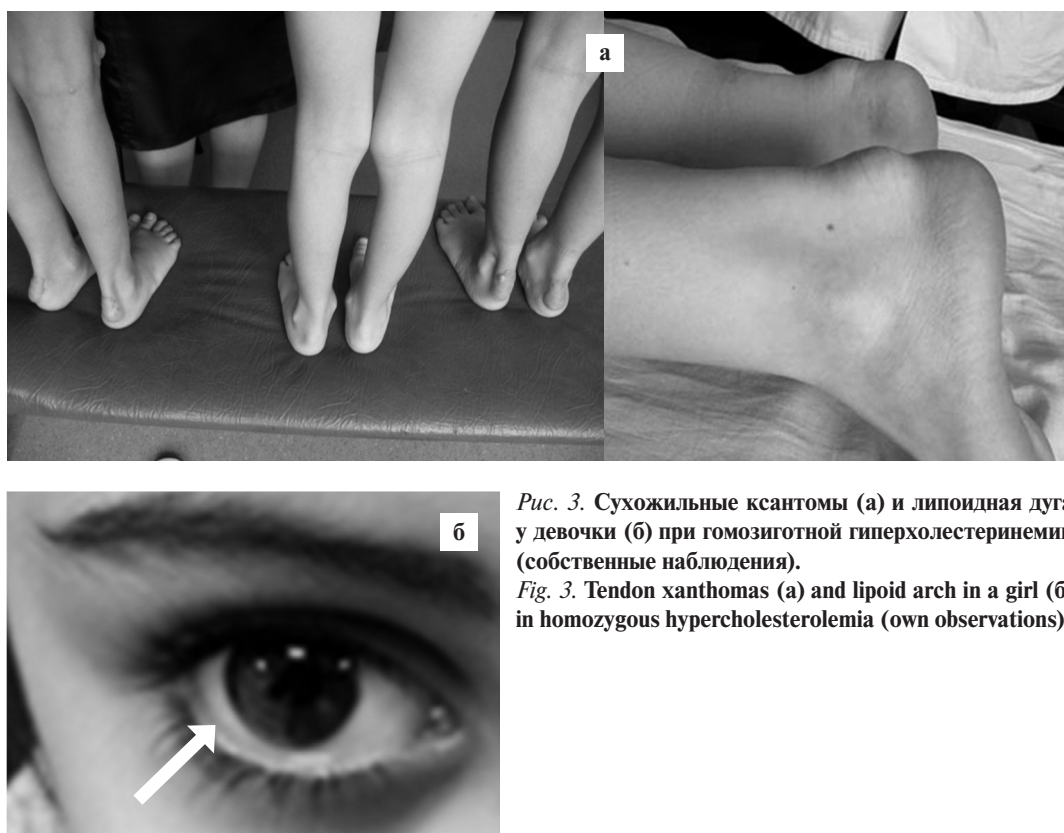 а
б
Рис. 3. Сухожильные ксантомы (а) и липоидная дуга
у девочки (б) при гомозиготной гиперхолестеринеми
(собственные наблюдения).
Fig. 3. Tendon xanthomas (a) and lipoid arch in a girl (б
in homozygous hypercholesterolemia (own observations)